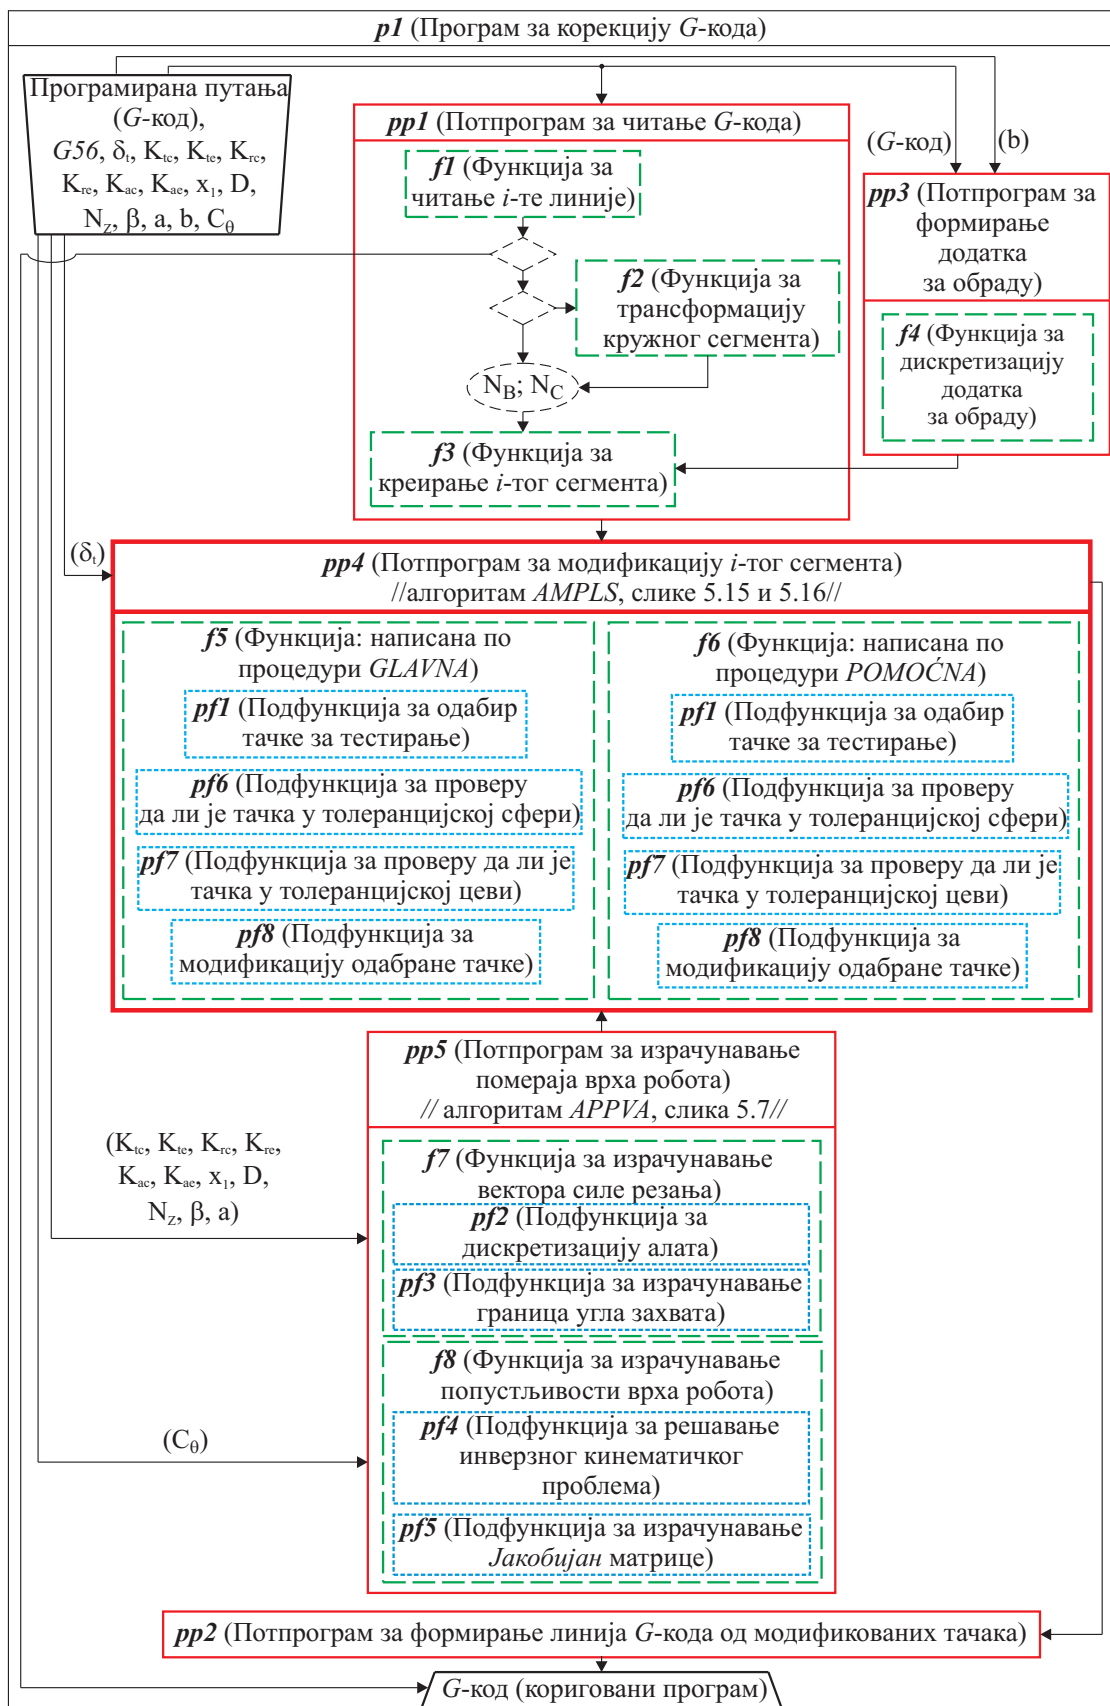 p1 (Програм за корекцију G-кода)
Програмирана путања
(G-код),
G56, δt, Ktc, Kte, Krc,
Kre, Kac, Kae, x1, D,
NZ, β, a, b, Cθ
pp1 (Потпрограм за читање G-кода)
f1 (Функција за
читање i-те линије)
f2 (Функција за
трансформацију
кружног сегмента)
NB; NC
f3 (Функција за
креирање i-тог сегмента)
(G-код)
(b)
pp3 (Потпрограм за
формирање
додатка
за обраду)
f4 (Функција за
дискретизацију
додатка
за обраду)
(δt)
pp4 (Потпрограм за модификацију i-тог сегмента)
//алгоритам AMPLS, слике 5.15 и 5.16//
f5 (Функција: написана по
процедури GLAVNA)
pf1 (Подфункција за одабир
тачке за тестирање)
pf6 (Подфункција за проверу
да ли је тачка у толеранцијској сфери)
pf7 (Подфункција за проверу да ли је
тачка у толеранцијској цеви)
pf8 (Подфункција за
модификацију одабране тачке)
f6 (Функција: написана по
процедури POMOĆNA)
pf1 (Подфункција за одабир
тачке за тестирање)
pf6 (Подфункција за проверу
да ли је тачка у толеранцијској сфери)
pf7 (Подфункција за проверу да ли је
тачка у толеранцијској цеви)
pf8 (Подфункција за
модификацију одабране тачке)
pp5 (Потпрограм за израчунавање
помераја врха робота)
// алгоритам APPVA, слика 5.7//
(Ktc, Kte, Krc, Kre,
Kac, Kae, x1, D,
NZ, β, a)
f7 (Функција за израчунавање
вектора силе резања)
pf2 (Подфункција за
дискретизацију алата)
pf3 (Подфункција за израчунавање
граница угла захвата)
(Cθ)
f8 (Функција за израчунавање
попустљивости врха робота)
pf4 (Подфункција за решавање
инверзног кинематичког
проблема)
pf5 (Подфункција за израчунавање
Јакобијан матрице)
pp2 (Потпрограм за формирање линија G-кода од модификованих тачака)
G-код (кориговани програм)